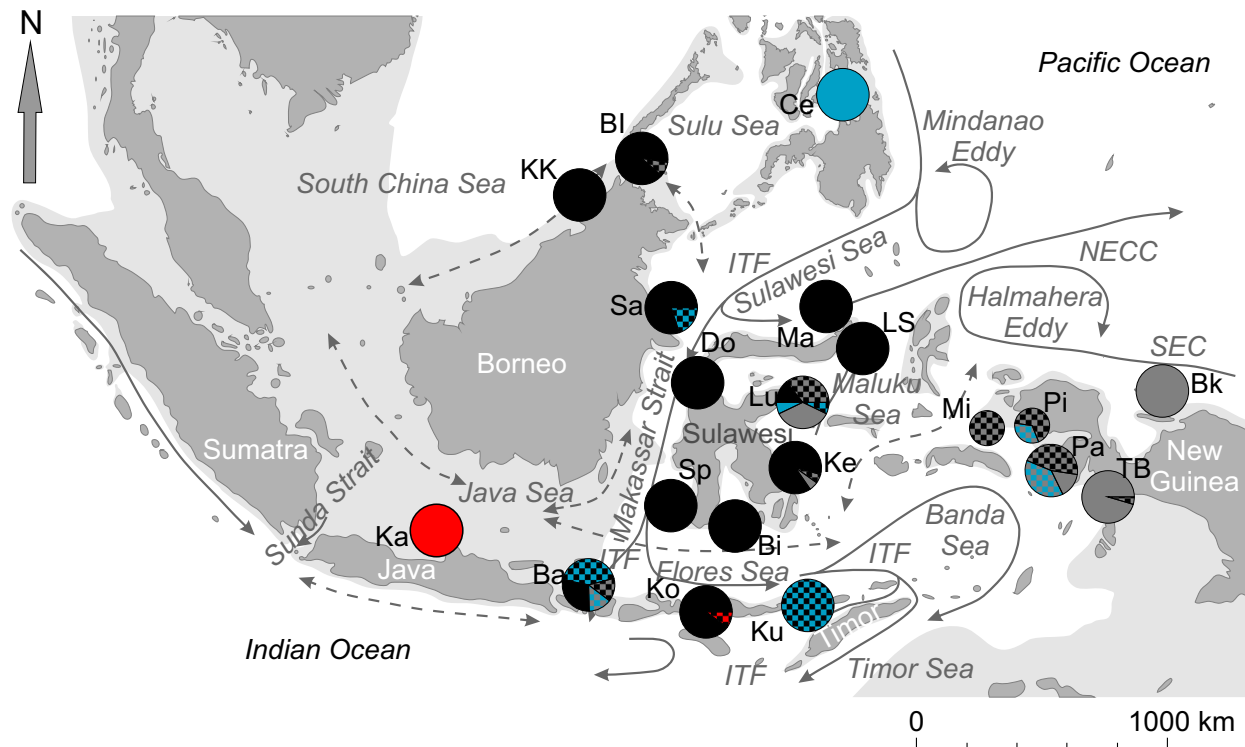 N
Pacific Ocean
Ce
Mindanao
Eddy
BI
Sulu Sea
KK
South China Sea
ITF
Sulawesi Sea
NECC
Halmahera
Eddy
Sa
Ma
LS
SEC
Do
Borneo
Makassar Strait
Lu
Maluku
Sea
Bk
Mi
Pi
Sulawesi
Pa
New
Guinea
TB
Sumatra
Sp
Ke
Java Sea
Sunda Strait
Ka
Bi
Banda
Sea
ITF
Java
ITF
Ba
Flores Sea
Ko
Ku
Timor
Indian Ocean
ITF
Timor Sea
0
1000 km